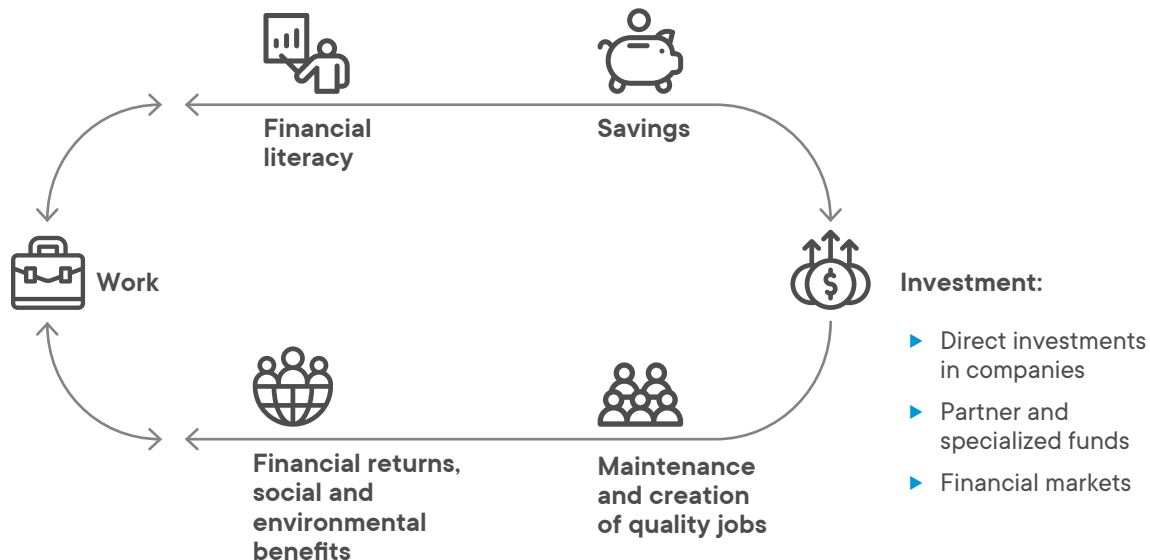 Financial
literacy
Savings
Work
Investment:
Direct investments
in companies
Partner and
specialized funds
Financial markets
Financial returns,
social and
environmental
benefits
Maintenance
and creation
of quality jobs